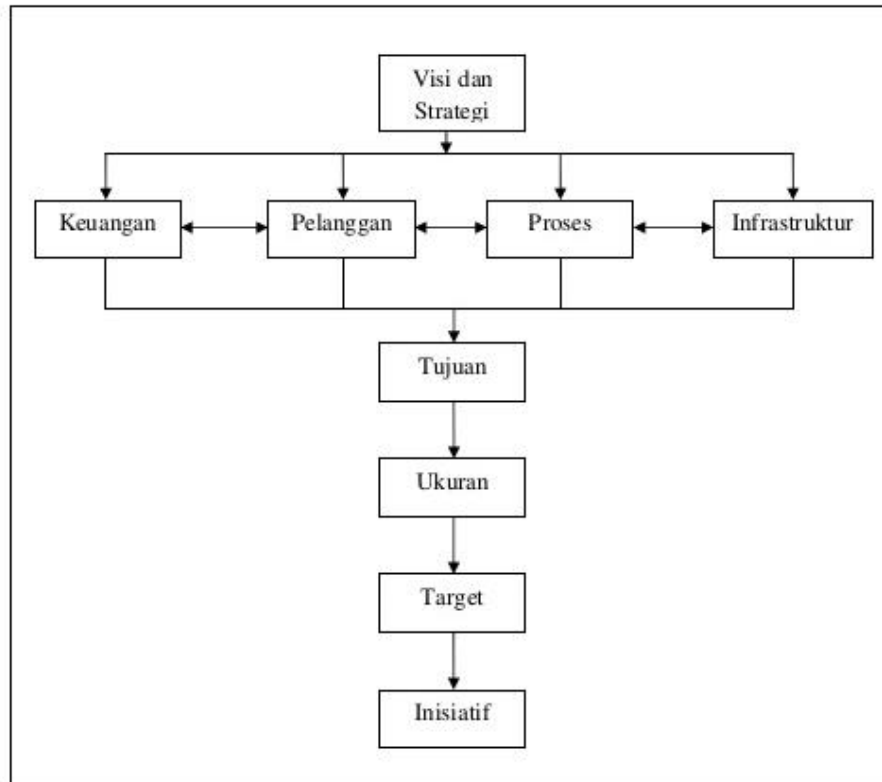 Visi dan
Strategi
Keuangan
Pelanggan
Proses
Infrastruktur
Tujuan
Ukuran
Target
Inisiatif